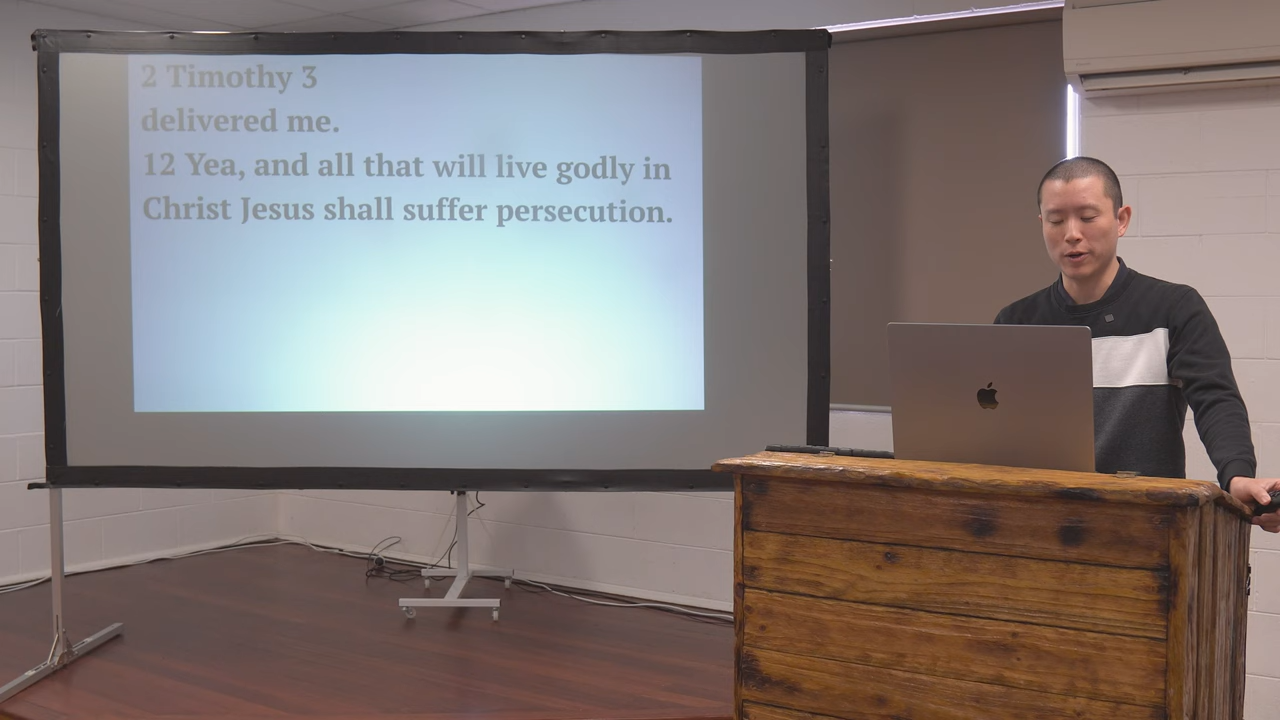 2 Timothy 3
delivered me.
12 Yea, and all that will live godly in
Christ Jesus shall suffer persecution.